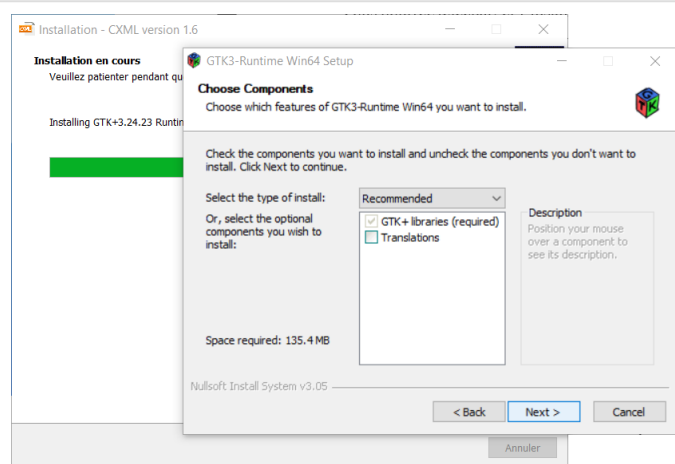 Installation - CXML version 1.6
Installation en cours
Veuillez patienter pendant qu
Installing GTK+3.24.23 Runtin
GTK3-Runtime Win64 Setup
Choose Components
Choose which features of GTK3-Runtime Win64 you want to install.
Check the components you want to install and uncheck the components you don't want to
install. Click Next to continue.
Select the type of install:
Recommended
Or, select the optional
components you wish to
install:
GTK+ libraries (required)
Translations
Description
Position your mouse
over a component to
see its description.
Space required: 135.4 MB
Nullsoft Install System v3.05
< Back
Next >
Cancel
Annuler